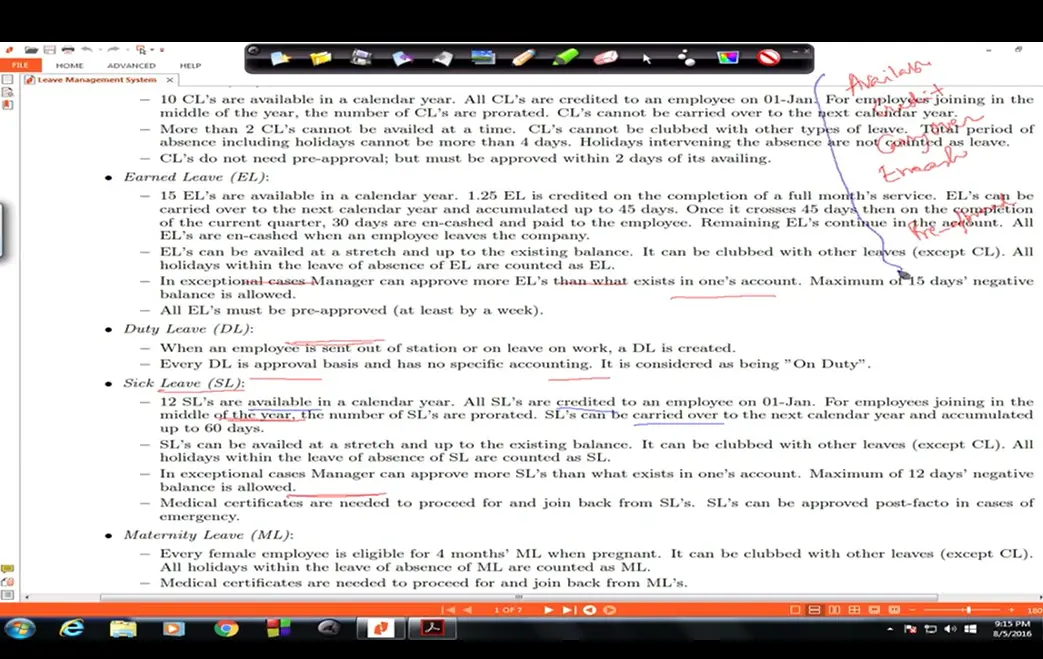 FILE HOME ADVANCED HELP
Leave Management System
– 10 CL's are available in a calendar year. All CL's are credited to an employee on 01-Jan. For employees joining in the
middle of the year, the number of CL's are prorated. CL's cannot be carried over to the next calendar year.
– More than 2 CL's cannot be availed at a time. CL's cannot be clubbed with other types of leave. Total period of
absence including holidays cannot be more than 4 days. Holidays intervening the absence are not counted as leave.
– CL's do not need pre-approval; but must be approved within 2 days of its availing.
• Earned Leave (EL):
– 15 EL's are available in a calendar year. 1.25 EL is credited on the completion of a full month's service. EL's can be
carried over to the next calendar year and accumulated up to 45 days. Once it crosses 45 days then on the completion
of the current quarter, 30 days are en-cashed and paid to the employee. Remaining EL's continue in the account. All
EL's are en-cashed when an employee leaves the company.
– EL's can be availed at a stretch and up to the existing balance. It can be clubbed with other leaves (except CL). All
holidays within the leave of absence of EL are counted as EL.
– In exceptional cases Manager can approve more EL's than what exists in one's account. Maximum of 15 days' negative
balance is allowed.
– All EL's must be pre-approved (at least by a week).
• Duty Leave (DL):
– When an employee is sent out of station or on leave on work, a DL is created.
– Every DL is approval basis and has no specific accounting. It is considered as being "On Duty".
• Sick Leave (SL):
– 12 SL's are available in a calendar year. All SL's are credited to an employee on 01-Jan. For employees joining in the
middle of the year, the number of SL's are prorated. SL's can be carried over to the next calendar year and accumulated
up to 60 days.
– SL's can be availed at a stretch and up to the existing balance. It can be clubbed with other leaves (except CL). All
holidays within the leave of absence of SL are counted as SL.
– In exceptional cases Manager can approve more SL's than what exists in one's account. Maximum of 12 days' negative
balance is allowed.
– Medical certificates are needed to proceed for and join back from SL's. SL's can be approved post-facto in cases of
emergency.
• Maternity Leave (ML):
– Every female employee is eligible for 4 months' ML when pregnant. It can be clubbed with other leaves (except CL).
All holidays within the leave of absence of ML are counted as ML.
– Medical certificates are needed to proceed for and join back from ML's.
Credit
Carryover
Encash
1 OF 7
180
9:15 PM
8/5/2016